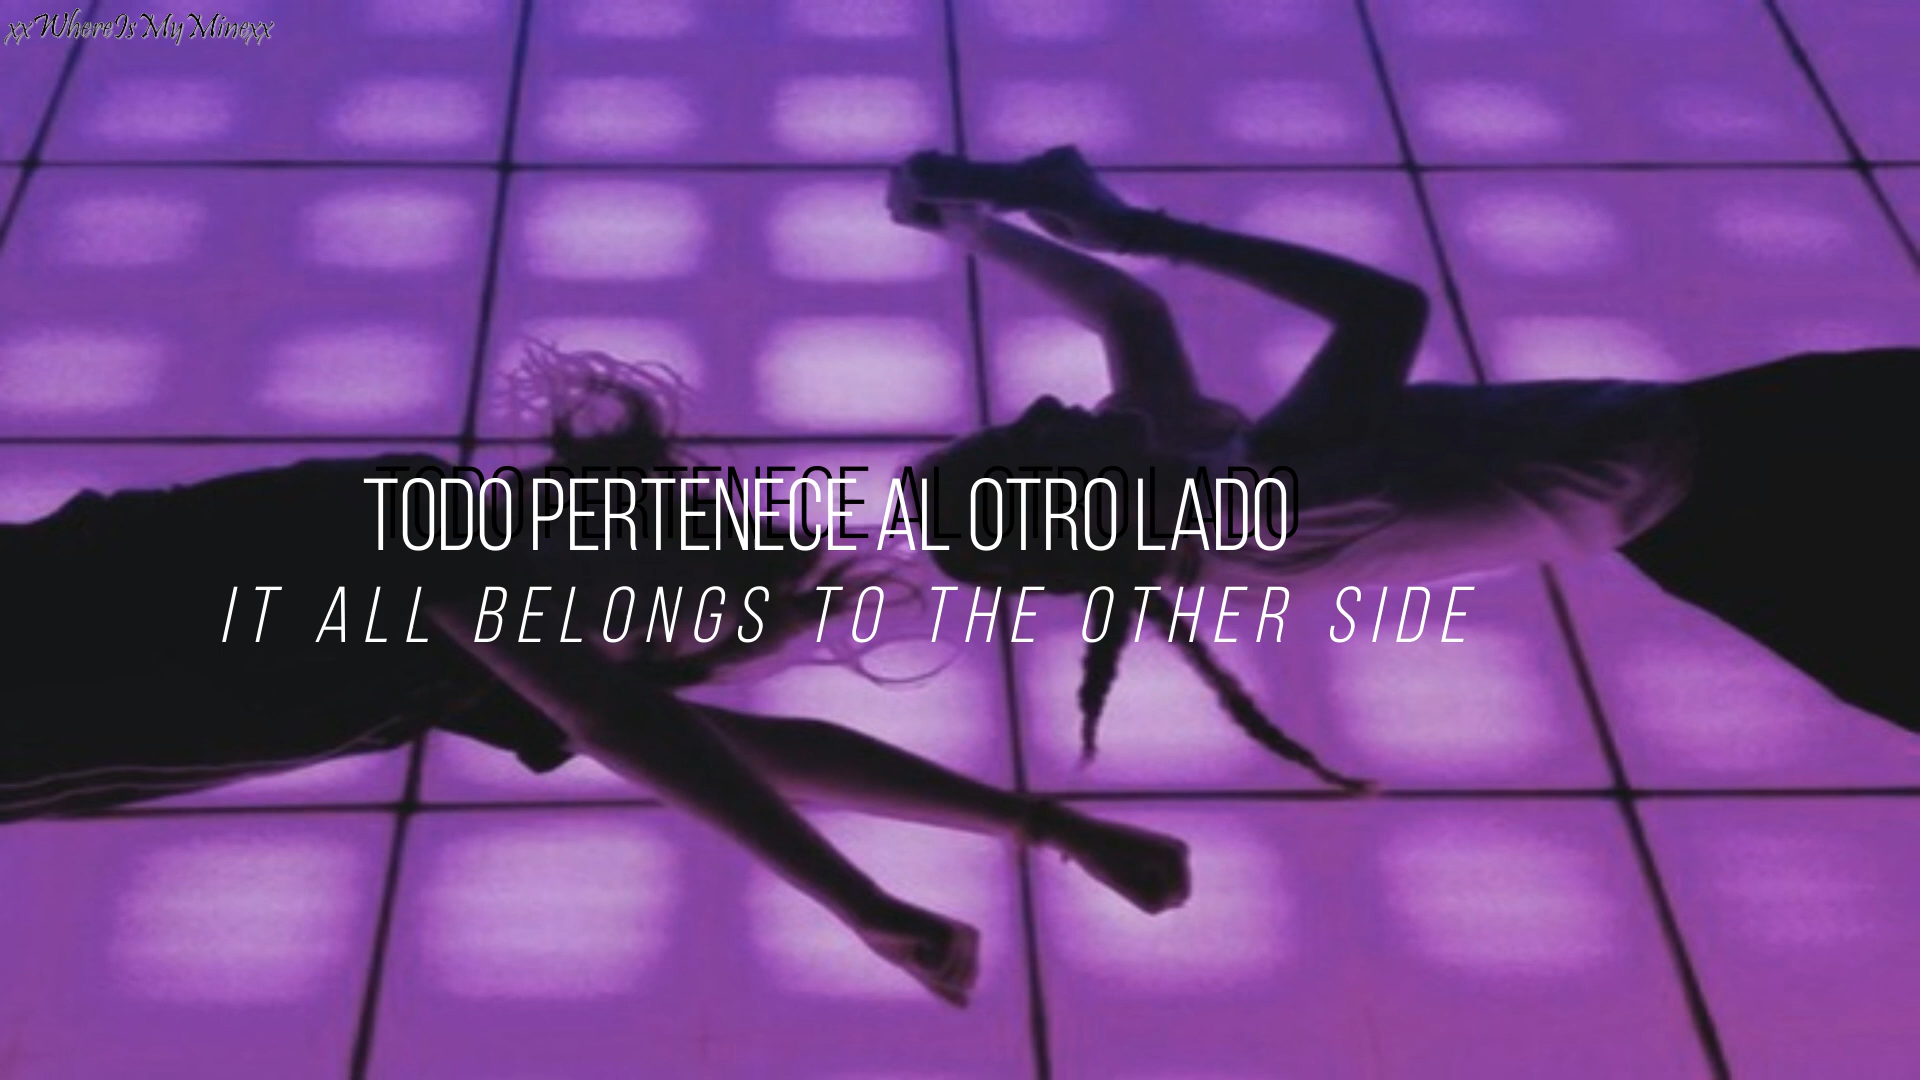 xxWhereIsMyMinexx
TODO PERTENECE AL OTRO LADO
IT ALL BELONGS TO THE OTHER SIDE